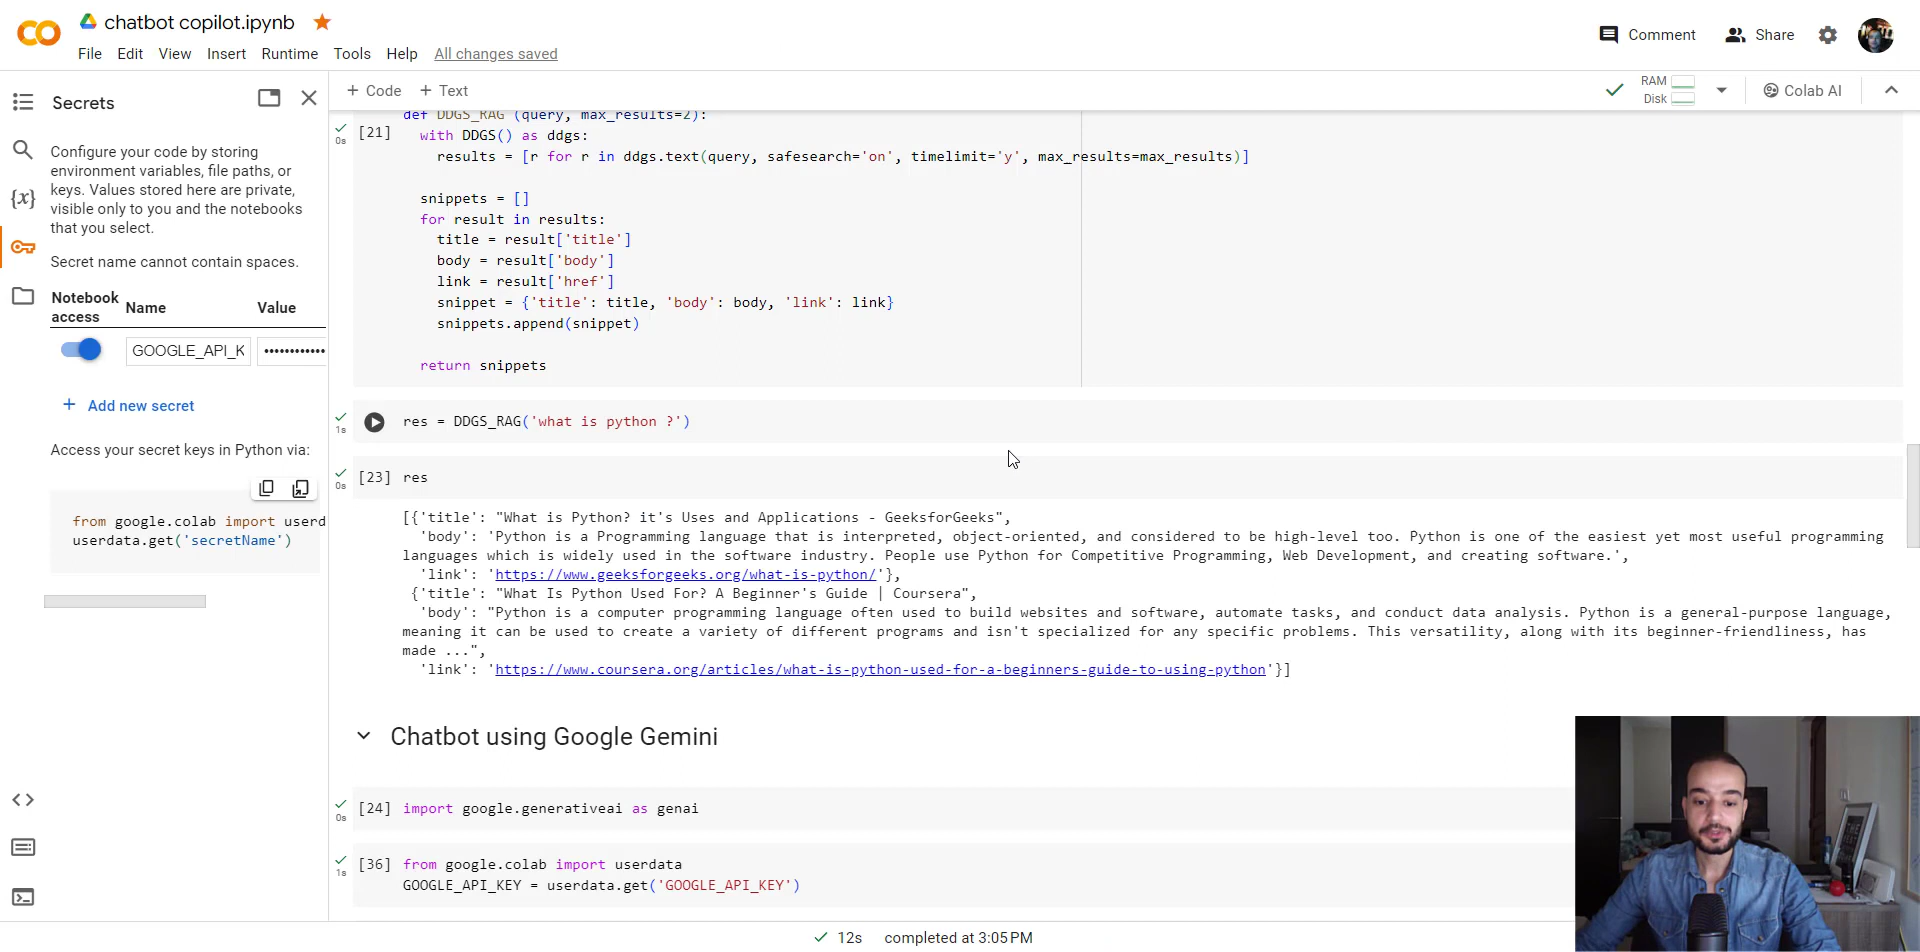 chatbot copilot.ipynb
Comment
Share
File Edit View Insert Runtime Tools Help All changes saved
Secrets
+ Code + Text
RAM
Disk
Colab AI
Configure your code by storing
environment variables, file paths, or
keys. Values stored here are private,
visible only to you and the notebooks
that you select.
Secret name cannot contain spaces.
Notebook
access
Name
Value
GOOGLE_API_K
••••••••••••
+ Add new secret
Access your secret keys in Python via:
from google.colab import userd
userdata.get('secretName')
def DDGS_RAG (query, max_results=2):
[21]
0s
with DDGS() as ddgs:
results = [r for r in ddgs.text(query, safesearch='on', timelimit='y', max_results=max_results)]
snippets = []
for result in results:
title = result['title']
body = result['body']
link = result['href']
snippet = {'title': title, 'body': body, 'link': link}
snippets.append(snippet)
return snippets
1s
res = DDGS_RAG('what is python ?')
0s
[23] res
[{'title': "What is Python? it's Uses and Applications - GeeksforGeeks",
'body': 'Python is a Programming language that is interpreted, object-oriented, and considered to be high-level too. Python is one of the easiest yet most useful programming
languages which is widely used in the software industry. People use Python for Competitive Programming, Web Development, and creating software.',
'link': 'https://www.geeksforgeeks.org/what-is-python/'},
{'title': "What Is Python Used For? A Beginner's Guide | Coursera",
'body': "Python is a computer programming language often used to build websites and software, automate tasks, and conduct data analysis. Python is a general-purpose language,
meaning it can be used to create a variety of different programs and isn't specialized for any specific problems. This versatility, along with its beginner-friendliness, has
made ...",
'link': 'https://www.coursera.org/articles/what-is-python-used-for-a-beginners-guide-to-using-python'}]
Chatbot using Google Gemini
0s
[24] import google.generativeai as genai
1s
[36] from google.colab import userdata
GOOGLE_API_KEY = userdata.get('GOOGLE_API_KEY')
12s completed at 3:05 PM